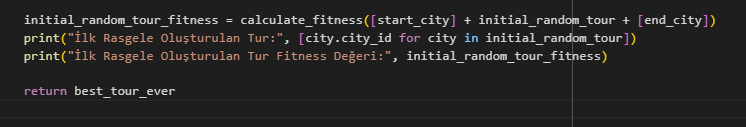 initial_random_tour_fitness = calculate_fitness([start_city] + initial_random_tour + [end_city])
print("İlk Rasgele Oluşturulan Tur:", [city.city_id for city in initial_random_tour])
print("İlk Rasgele Oluşturulan Tur Fitness Değeri:", initial_random_tour_fitness)
return best_tour_ever